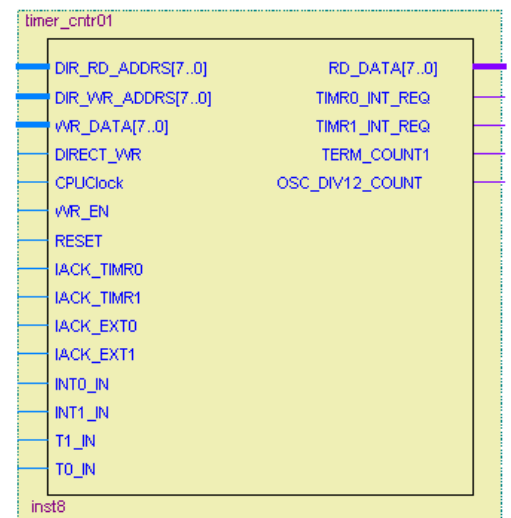 timer_cntr01
DIR_RD_ADDRS[7..0] RD_DATA[7..0]
DIR_WR_ADDRS[7..0] TIMR0_INT_REQ
WR_DATA[7..0] TIMR1_INT_REQ
DIRECT_WR TERM_COUNT1
CPUClock OSC_DIV12_COUNT
WR_EN
RESET
IACK_TIMR0
IACK_TIMR1
IACK_EXT0
IACK_EXT1
INT0_IN
INT1_IN
T1_IN
T0_IN
inst8